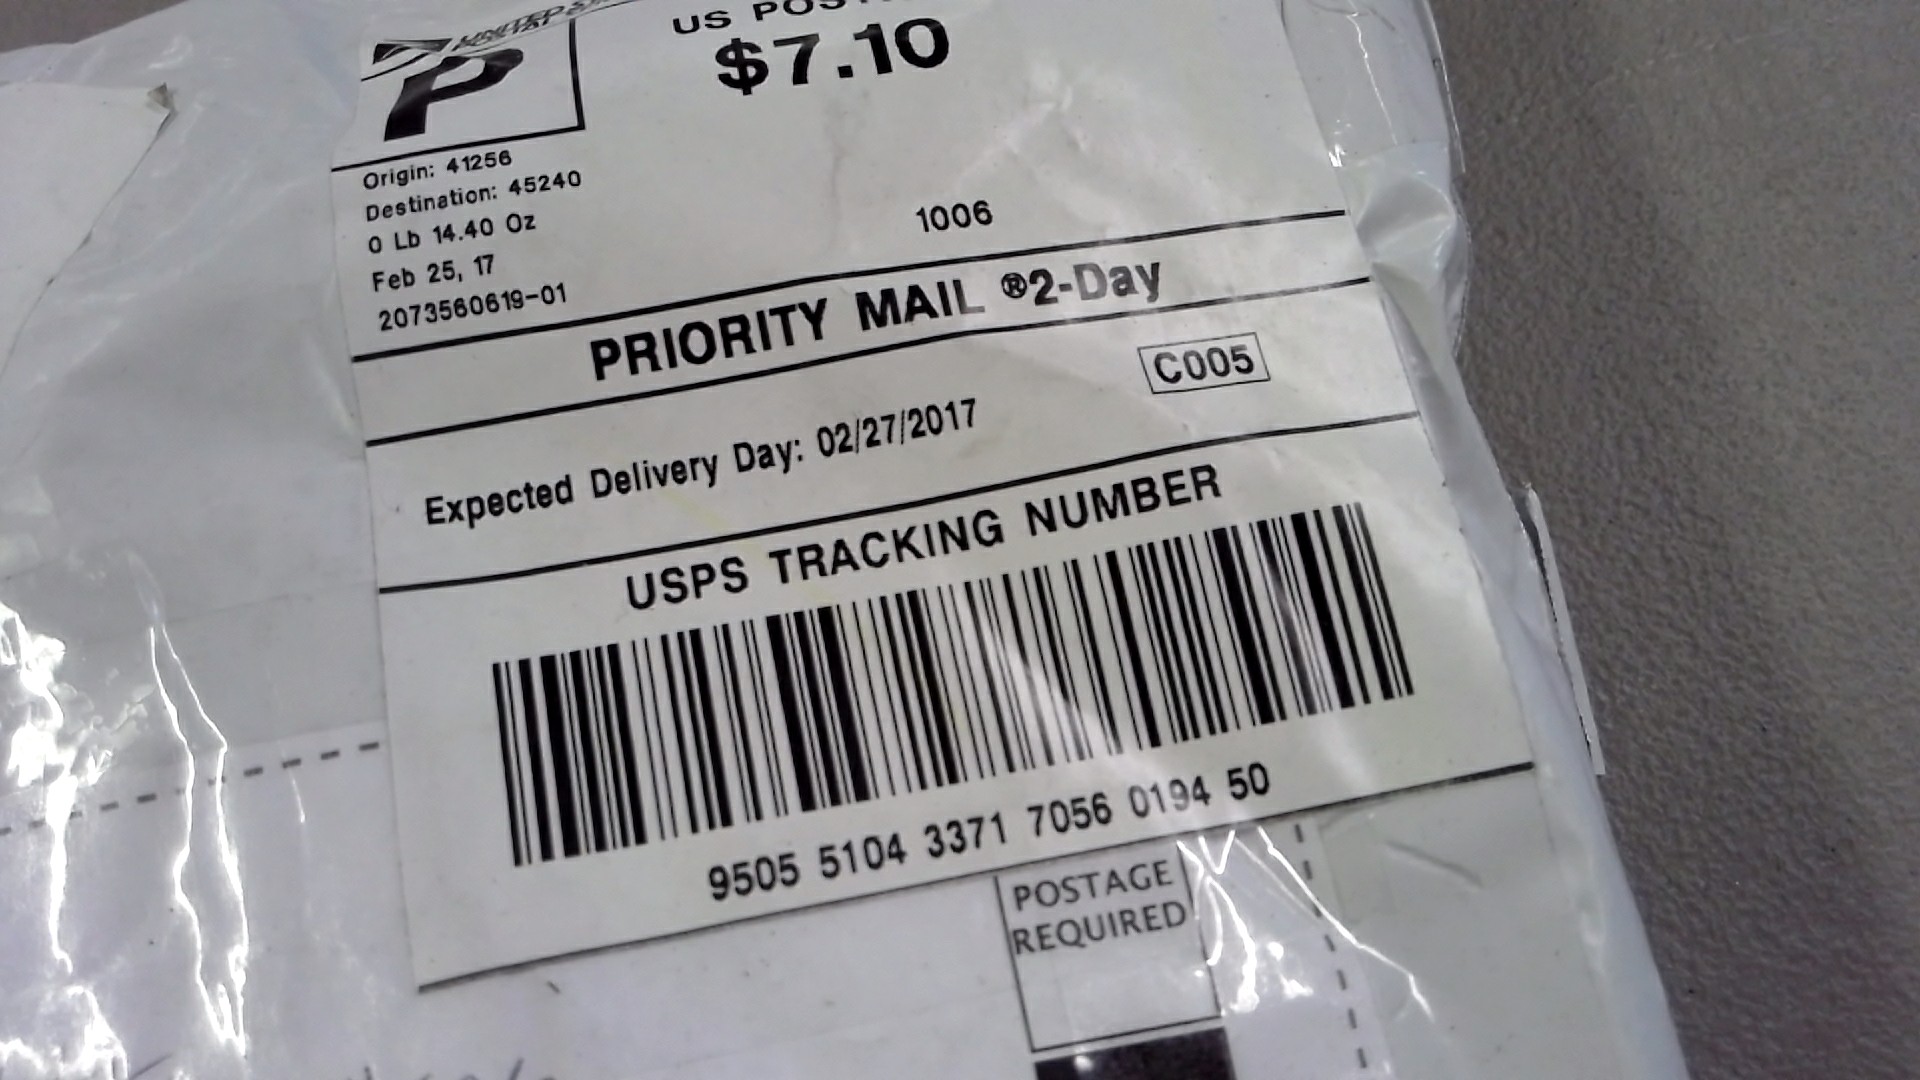 US
$7.10
P
Origin: 41256
Destination: 45240
0 Lb 14.40 Oz
Feb 25, 17
2073560619-01
1006
PRIORITY MAIL ®2-Day
C005
Expected Delivery Day: 02/27/2017
USPS TRACKING NUMBER
9505 5104 3371 7056 0194 50
POSTAGE
REQUIRED